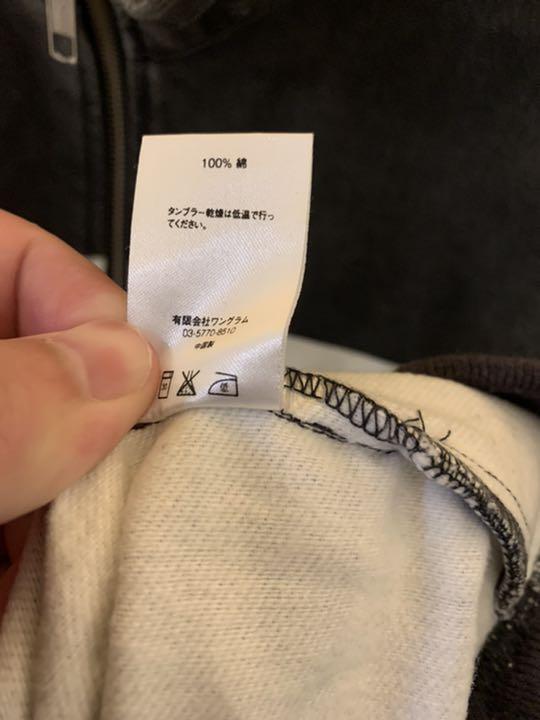 100% 綿
タンブラー乾燥は低温で行っ
てください。
有限会社ワングラム
03-5770-8510
中国製
低